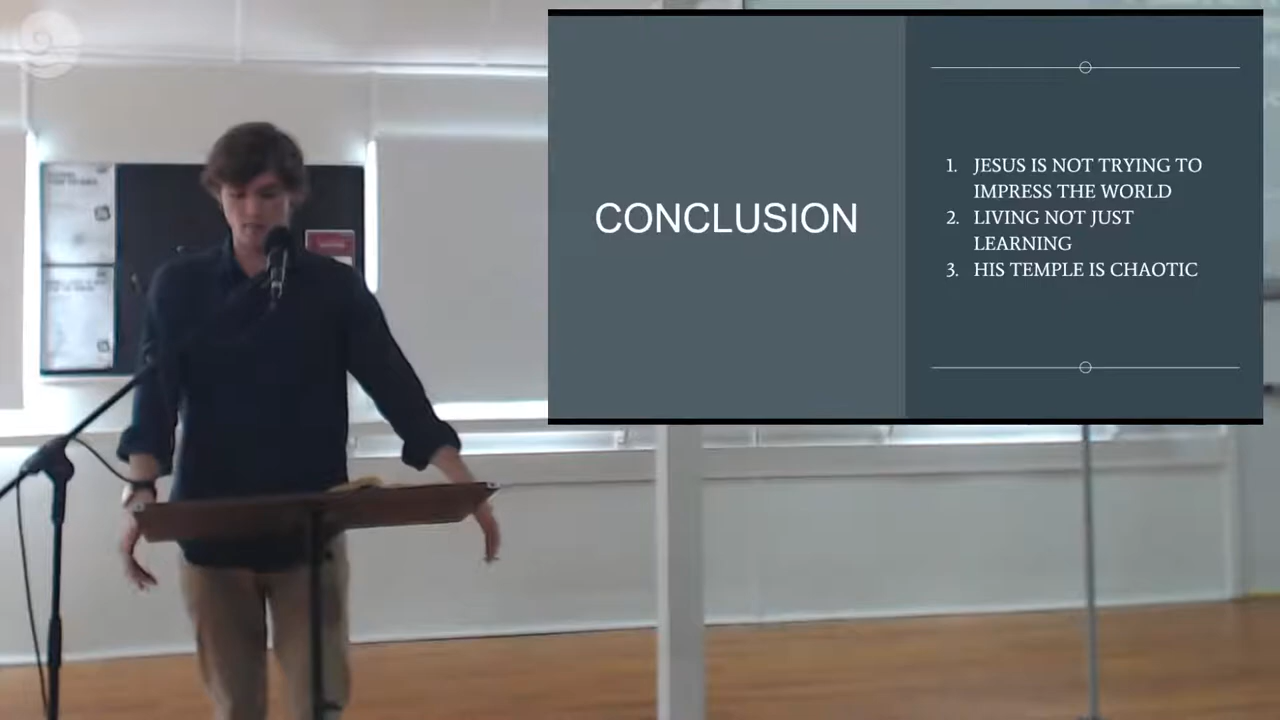 CONCLUSION
1. JESUS IS NOT TRYING TO
IMPRESS THE WORLD
2. LIVING NOT JUST
LEARNING
3. HIS TEMPLE IS CHAOTIC